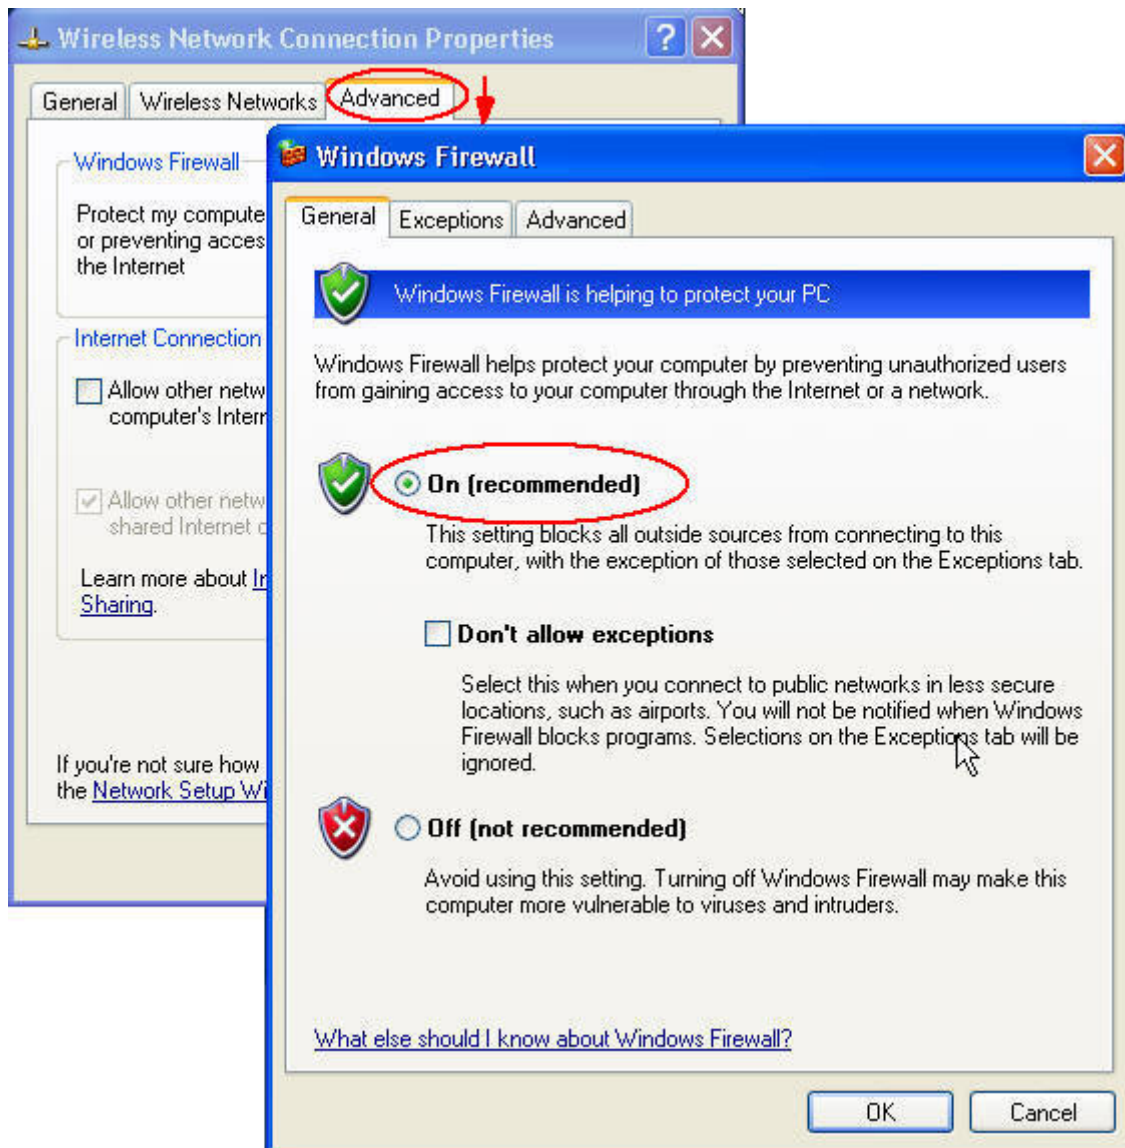 Wireless Network Connection Properties
General
Wireless Networks
Advanced
Windows Firewall
Protect my compute
or preventing acces
the Internet
Internet Connection
Allow other netw
computer's Intern
Allow other netw
shared Internet c
Learn more about In
Sharing.
If you're not sure how
the Network Setup Wi
Windows Firewall
General
Exceptions
Advanced
Windows Firewall is helping to protect your PC
Windows Firewall helps protect your computer by preventing unauthorized users
from gaining access to your computer through the Internet or a network.
On (recommended)
This setting blocks all outside sources from connecting to this
computer, with the exception of those selected on the Exceptions tab.
Don't allow exceptions
Select this when you connect to public networks in less secure
locations, such as airports. You will not be notified when Windows
Firewall blocks programs. Selections on the Exceptions tab will be
ignored.
Off (not recommended)
Avoid using this setting. Turning off Windows Firewall may make this
computer more vulnerable to viruses and intruders.
What else should I know about Windows Firewall?
OK
Cancel